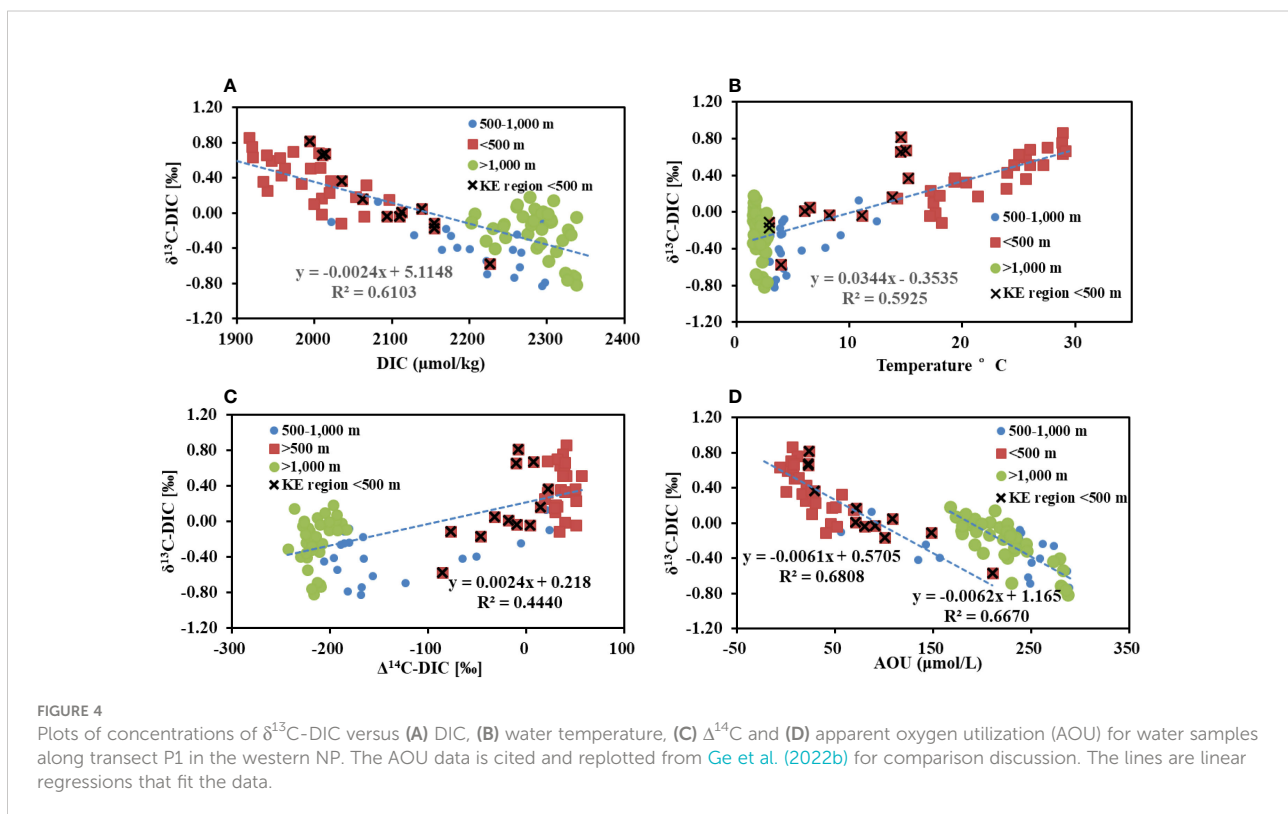 A
1.20
0.80
0.40
0.00
-0.40
-0.80
-1.20
δ¹³C-DIC [‰]
500-1,000 m
<500 m
>1,000 m
KE region <500 m
y = -0.0024x + 5.1148
R² = 0.6103
1900 2000 2100 2200 2300 2400
DIC (μmol/kg)
B
1.20
0.80
0.40
0.00
-0.40
-0.80
-1.20
δ¹³C-DIC [‰]
500-1,000 m
<500 m
>1,000 m
KE region <500 m
y = 0.0344x - 0.3535
R² = 0.5925
0 10 20 30
Temperature ° C
C
1.20
0.80
0.40
0.00
-0.40
-0.80
-1.20
δ¹³C-DIC [‰]
500-1,000 m
>500 m
>1,000 m
KE region <500 m
y = 0.0024x + 0.218
R² = 0.4440
-300 -200 -100 0 100
Δ¹⁴C-DIC [‰]
D
1.20
0.80
0.40
0.00
-0.40
-0.80
-1.20
δ¹³C-DIC [‰]
500-1,000 m
<500 m
>1,000 m
KE region <500 m
y = -0.0061x + 0.5705
R² = 0.6808
y = -0.0062x + 1.165
R² = 0.6670
-50 50 150 250 350
AOU (μmol/L)
FIGURE 4
Plots of concentrations of δ¹³C-DIC versus (A) DIC, (B) water temperature, (C) Δ¹⁴C and (D) apparent oxygen utilization (AOU) for water samples
along transect P1 in the western NP. The AOU data is cited and replotted from Ge et al. (2022b) for comparison discussion. The lines are linear
regressions that fit the data.